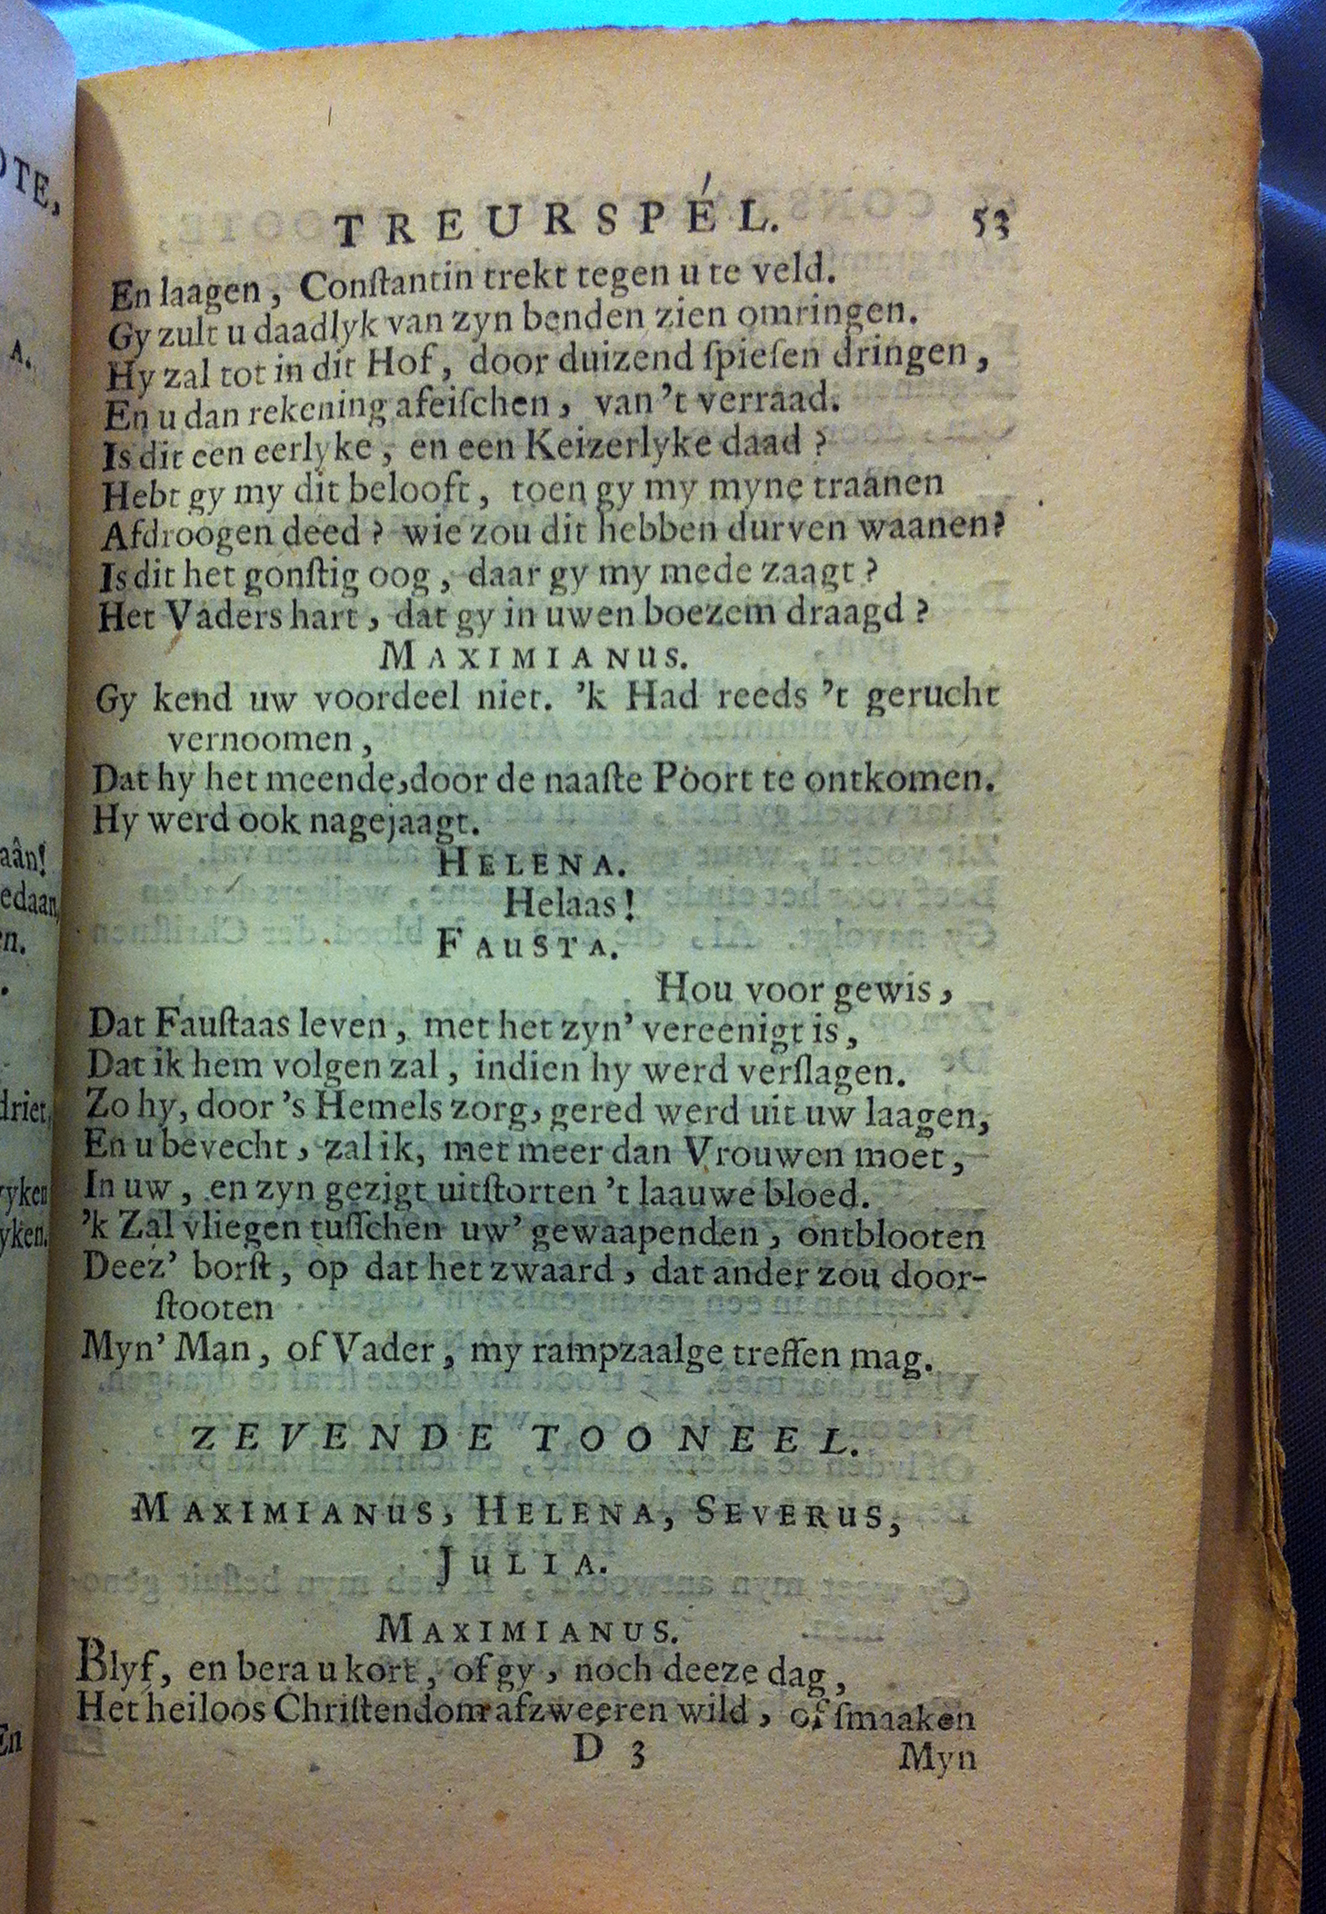 TREURSPÉL. 53
En laagen, Conſtantin trekt tegen u te veld.
Gy zult u daadlyk van zyn benden zien omringen.
Hy zal tot in dit Hof, door duizend ſpieſen dringen,
En u dan rekening afeiſchen, van 't verraad.
Is dit een eerlyke, en een Keizerlyke daad?
Hebt gy my dit belooft, toen gy my myne traanen
Afdroogen deed? wie zou dit hebben durven waanen?
Is dit het gonſtig oog, daar gy my mede zaagt?
Het Vaders hart, dat gy in uwen boezem draagd?
MAXIMIANUS.
Gy kend uw voordeel niet. 'k Had reeds 't gerucht
vernoomen,
Dat hy het meende, door de naaſte Poort te ontkomen.
Hy werd ook nagejaagt.
HELENA.
Helaas!
FAUSTA.
Hou voor gewis,
Dat Fauſtaas leven, met het zyn' vereenigt is,
Dat ik hem volgen zal, indien hy werd verſlagen.
Zo hy, door 's Hemels zorg, gered werd uit uw laagen,
En u bevecht, zal ik, met meer dan Vrouwen moet,
In uw, en zyn gezigt uitſtorten 't laauwe bloed.
'k Zal vliegen tuſſchen uw' gewaapenden, ontblooten
Deez' borſt, op dat het zwaard, dat ander zou door-
ſtooten
Myn' Man, of Vader, my rampzaalge treffen mag.
ZEVENDE TOONEEL.
MAXIMIANUS, HELENA, SEVERUS,
JULIA.
MAXIMIANUS.
Blyf, en bera u kort, of gy, noch deeze dag,
Het heiloos Chriſtendom afzweeren wild, of ſmaaken
D 3 Myn